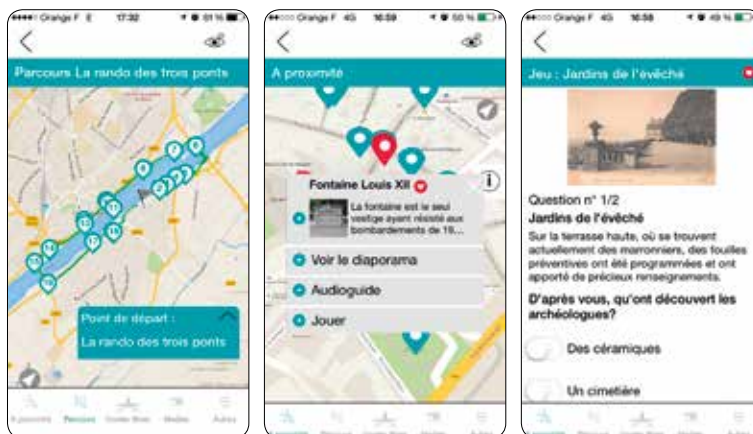 Orange F E 17:32 61 %
Parcours La rando des trois ponts
Point de départ :
La rando des trois ponts
A proximité Parcours Autres
Orange F 4G 16:59 50 %
A proximité
Fontaine Louis XII
La fontaine est le seul
vestige ayant résisté aux
bombardements de 19...
Voir le diaporama
Audioguide
Jouer
Orange F 4G 16:58 49 %
Jeu : Jardins de l'évêché
Question n° 1/2
Jardins de l'évêché
Sur la terrasse haute, où se trouvent
actuellement des marronniers, des fouilles
préventives ont été programmées et ont
apporté de précieux renseignements.
D'après vous, qu'ont découvert les
archéologues?
Des céramiques
Un cimetière